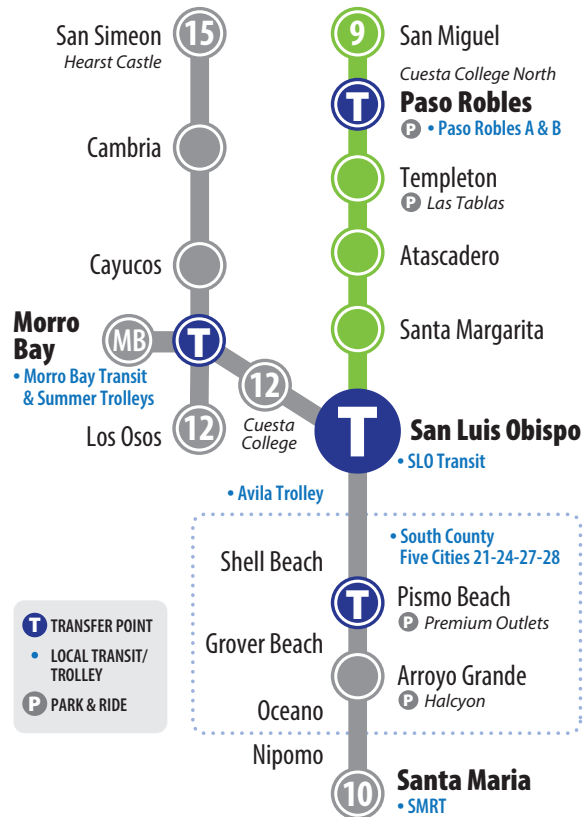 15
San Simeon
Hearst Castle
Cambria
Cayucos
Morro
Bay
MB
T
• Morro Bay Transit
& Summer Trolleys
Los Osos
12
12
Cuesta
College
9
San Miguel
Cuesta College North
T
Paso Robles
P • Paso Robles A & B
Templeton
P Las Tablas
Atascadero
Santa Margarita
T
San Luis Obispo
• SLO Transit
• Avila Trolley
• South County
Five Cities 21-24-27-28
Shell Beach
T
Pismo Beach
P Premium Outlets
Grover Beach
Arroyo Grande
P Halcyon
Oceano
Nipomo
10
Santa Maria
• SMRT
T TRANSFER POINT
• LOCAL TRANSIT/
TROLLEY
P PARK & RIDE